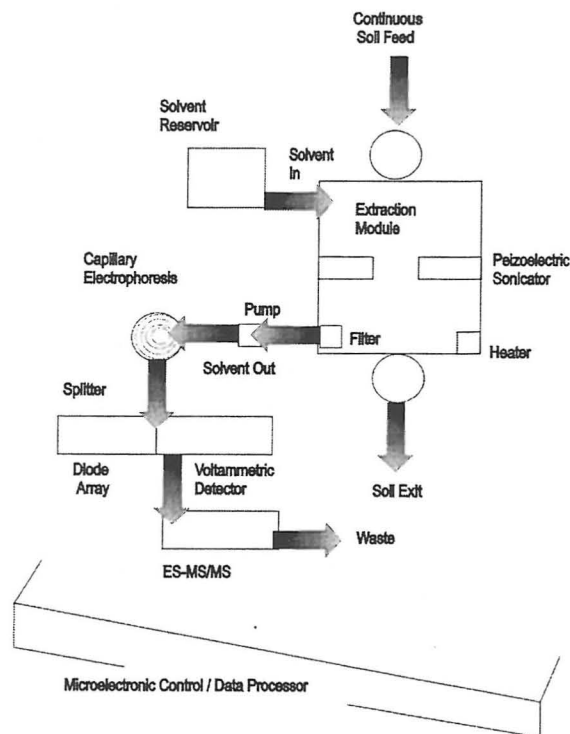 Continuous
Soil Feed
Solvent
Reservoir
Solvent
In
Extraction
Module
Capillary
Electrophoresis
Peizoelectric
Sonicator
Pump
Filter
Heater
Solvent Out
Splitter
Diode
Array
Voltammetric
Detector
Soil Exit
Waste
ES-MS/MS
Microelectronic Control / Data Processor